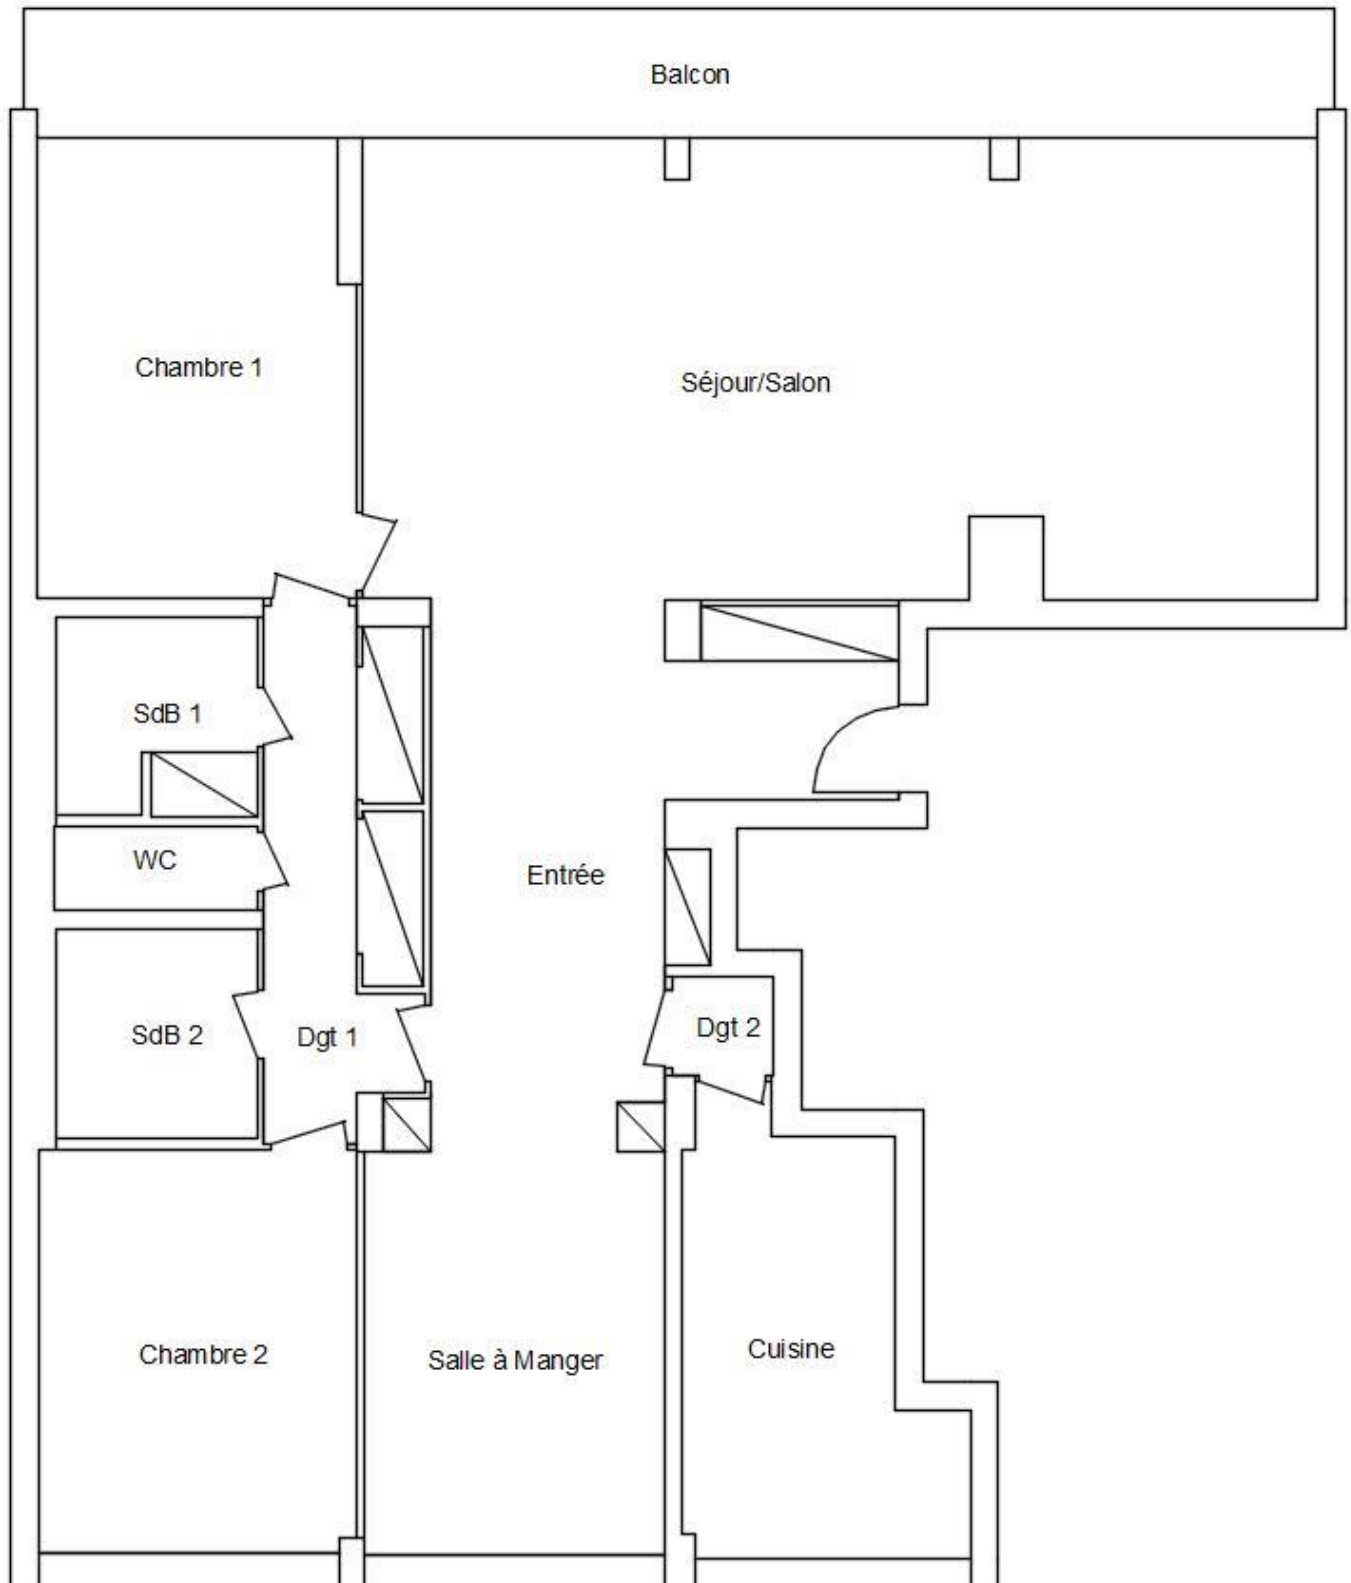 Balcon
Chambre 1
Séjour/Salon
SdB 1
WC
Entrée
SdB 2
Dgt 1
Dgt 2
Chambre 2
Salle à Manger
Cuisine